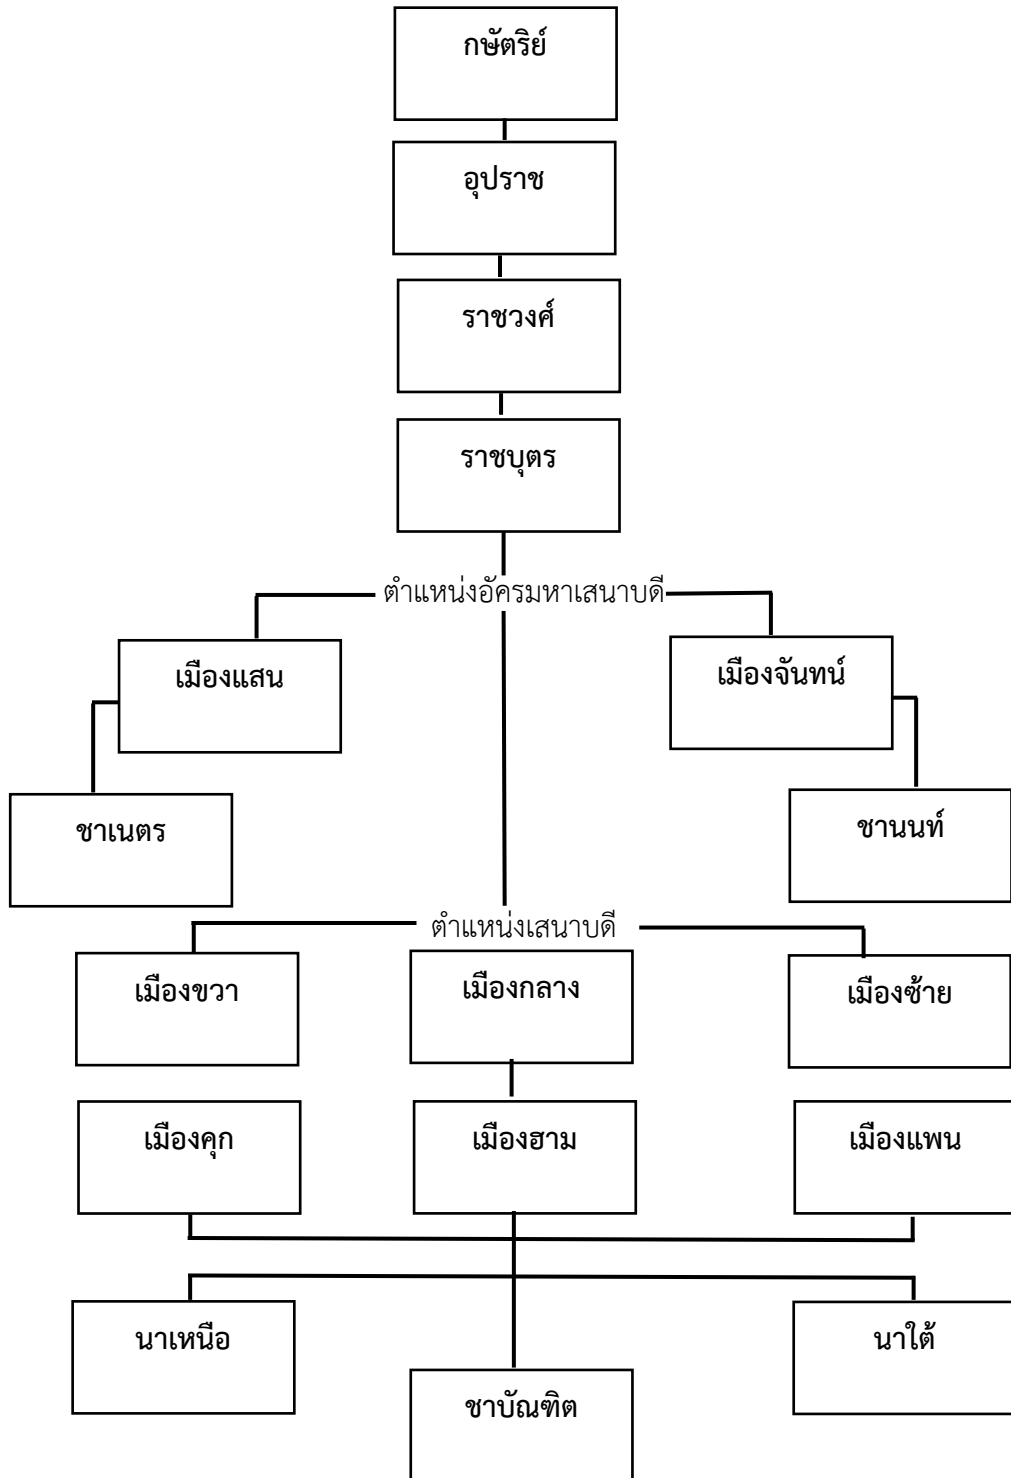 กษัตริย์
อุปราช
ราชวงศ์
ราชบุตร
ตำแหน่งอัครมหาเสนาบดี
เมืองแสน
เมืองจันทน์
ชาเนตร
ชานนท์
ตำแหน่งเสนาบดี
เมืองขวา
เมืองกลาง
เมืองซ้าย
เมืองคุก
เมืองฮาม
เมืองแพน
นาเหนือ
นาใต้
ชาบัณฑิต